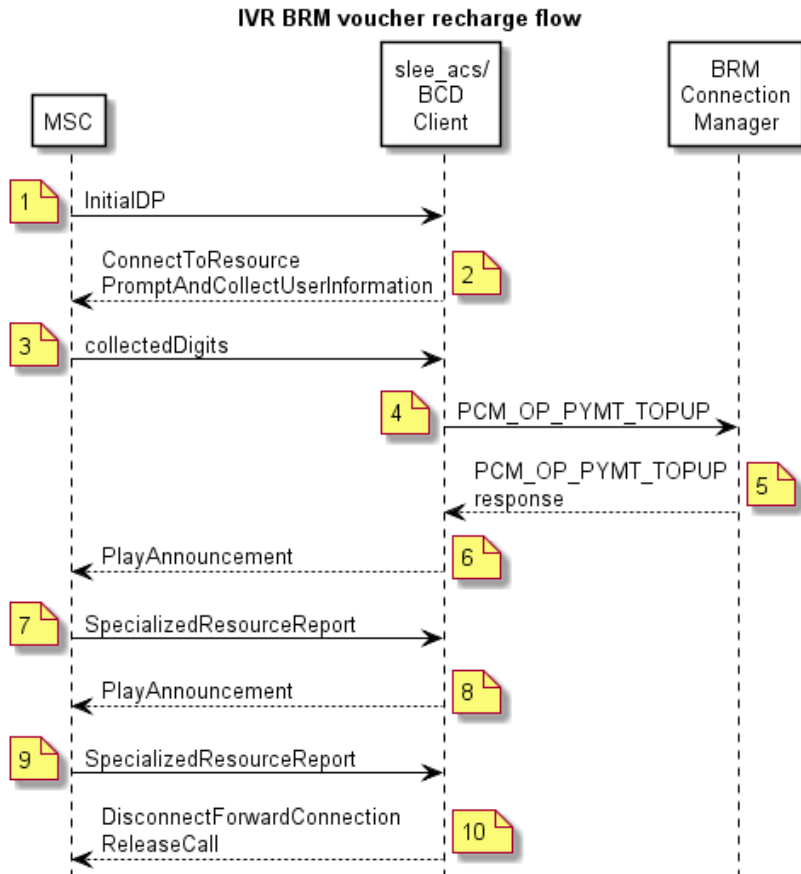 IVR BRM voucher recharge flow
MSC
slee_acs/
BCD
Client
BRM
Connection
Manager
1
InitialDP
ConnectToResource
PromptAndCollectUserInformation
2
3
collectedDigits
4
PCM_OP_PYMT_TOPUP
PCM_OP_PYMT_TOPUP
response
5
PlayAnnouncement
6
7
SpecializedResourceReport
PlayAnnouncement
8
9
SpecializedResourceReport
DisconnectForwardConnection
ReleaseCall
10